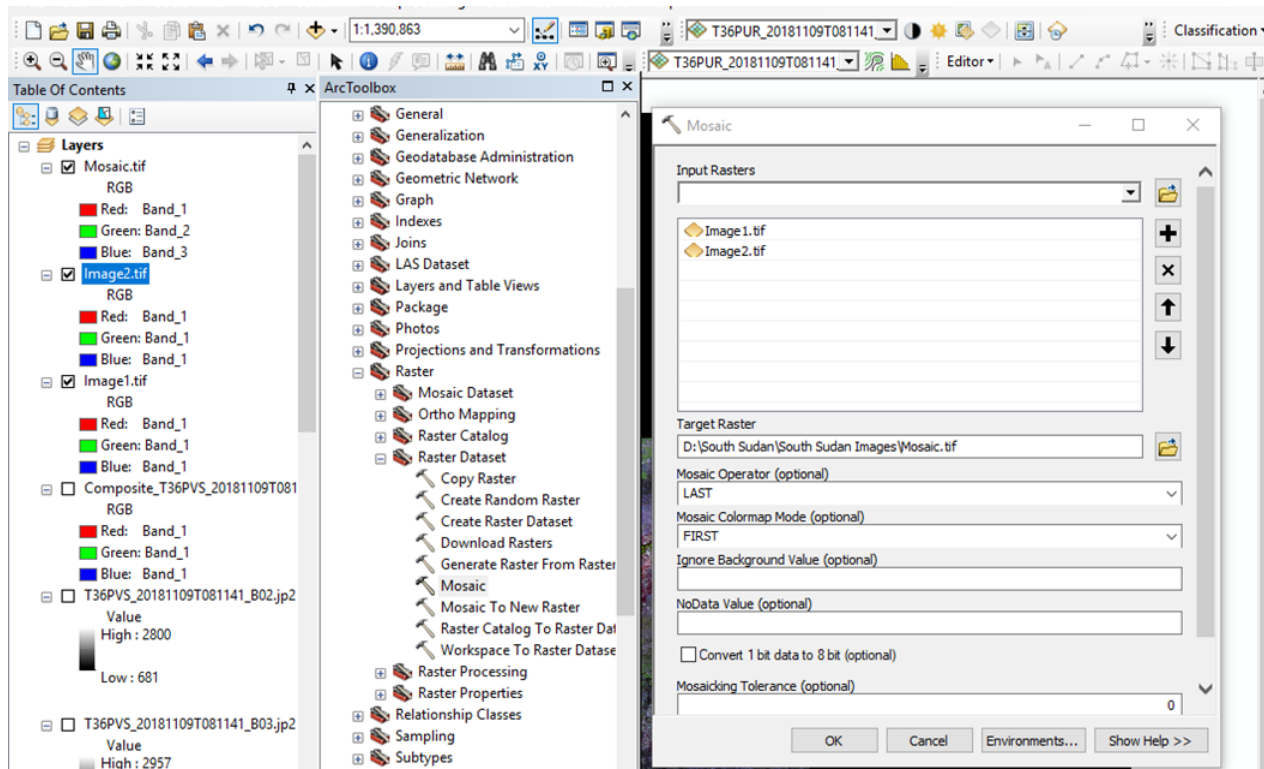 1:1,390,863
T36PUR_20181109T081141_
Classification
T36PUR_20181109T081141_
Editor
Table Of Contents
Layers
Mosaic.tif
RGB
Red: Band_1
Green: Band_2
Blue: Band_3
Image2.tif
RGB
Red: Band_1
Green: Band_1
Blue: Band_1
Image1.tif
RGB
Red: Band_1
Green: Band_1
Blue: Band_1
Composite_T36PVS_20181109T081
RGB
Red: Band_1
Green: Band_1
Blue: Band_1
T36PVS_20181109T081141_B02.jp2
Value
High : 2800
Low : 681
T36PVS_20181109T081141_B03.jp2
Value
High : 2957
ArcToolbox
General
Generalization
Geodatabase Administration
Geometric Network
Graph
Indexes
Joins
LAS Dataset
Layers and Table Views
Package
Photos
Projections and Transformations
Raster
Mosaic Dataset
Ortho Mapping
Raster Catalog
Raster Dataset
Copy Raster
Create Random Raster
Create Raster Dataset
Download Rasters
Generate Raster From Raster
Mosaic
Mosaic To New Raster
Raster Catalog To Raster Dat
Workspace To Raster Datase
Raster Processing
Raster Properties
Relationship Classes
Sampling
Subtypes
Mosaic
Input Rasters
Image1.tif
Image2.tif
Target Raster
D:\South Sudan\South Sudan Images\Mosaic.tif
Mosaic Operator (optional)
LAST
Mosaic Colormap Mode (optional)
FIRST
Ignore Background Value (optional)
NoData Value (optional)
Convert 1 bit data to 8 bit (optional)
Mosaicking Tolerance (optional)
0
OK Cancel Environments... Show Help >>